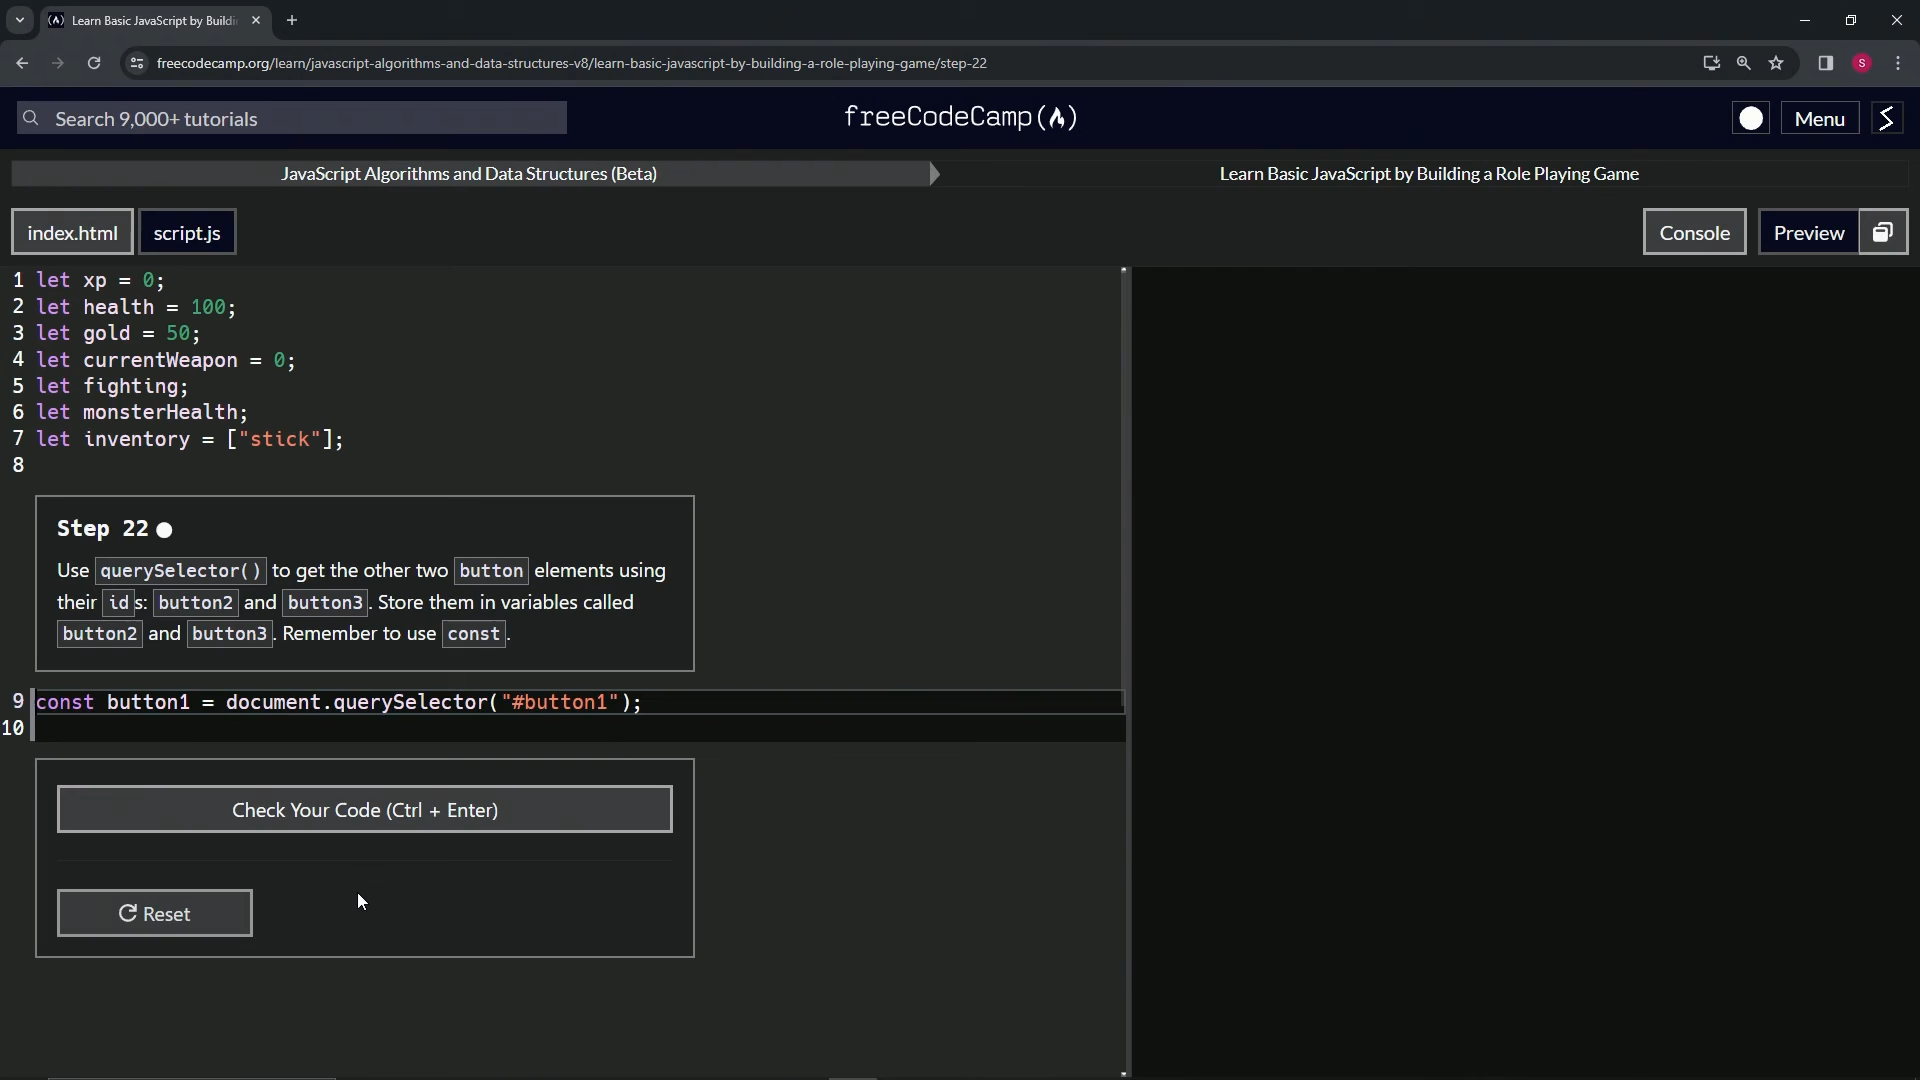 Learn Basic JavaScript by Buildi
freecodecamp.org/learn/javascript-algorithms-and-data-structures-v8/learn-basic-javascript-by-building-a-role-playing-game/step-22
S
Search 9,000+ tutorials
freeCodeCamp(🔥)
Menu
JavaScript Algorithms and Data Structures (Beta)
Learn Basic JavaScript by Building a Role Playing Game
index.html
script.js
Console
Preview
1 let xp = 0;
2 let health = 100;
3 let gold = 50;
4 let currentWeapon = 0;
5 let fighting;
6 let monsterHealth;
7 let inventory = ["stick"];
8
Step 22
Use querySelector() to get the other two button elements using
their ids: button2 and button3. Store them in variables called
button2 and button3. Remember to use const.
9 const button1 = document.querySelector("#button1");
10
Check Your Code (Ctrl + Enter)
Reset